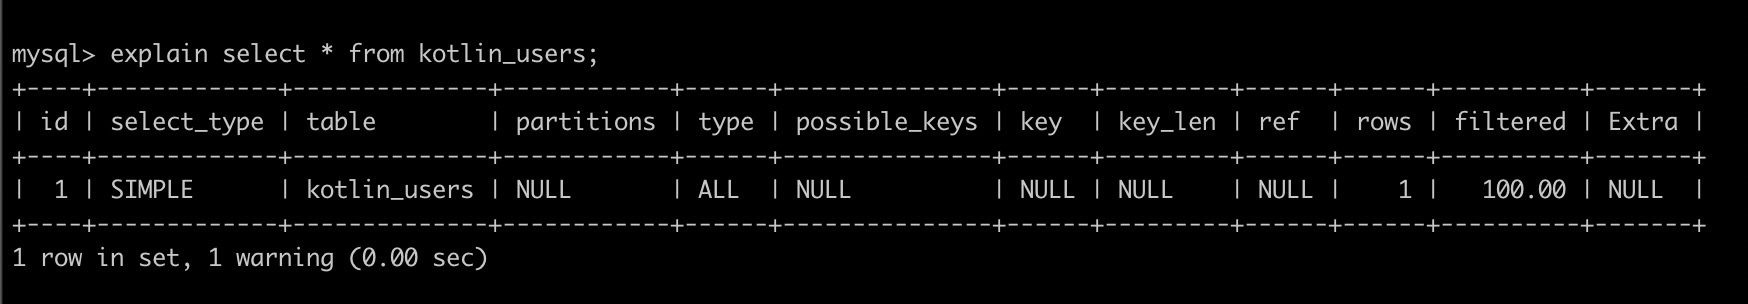 mysql> explain select * from kotlin_users;
+----+-------------+--------------+------------+------+---------------+------+---------+------+------+----------+-------+
| id | select_type | table        | partitions | type | possible_keys | key  | key_len | ref  | rows | filtered | Extra |
+----+-------------+--------------+------------+------+---------------+------+---------+------+------+----------+-------+
|  1 | SIMPLE      | kotlin_users | NULL       | ALL  | NULL          | NULL | NULL    | NULL |    1 |   100.00 | NULL  |
+----+-------------+--------------+------------+------+---------------+------+---------+------+------+----------+-------+
1 row in set, 1 warning (0.00 sec)